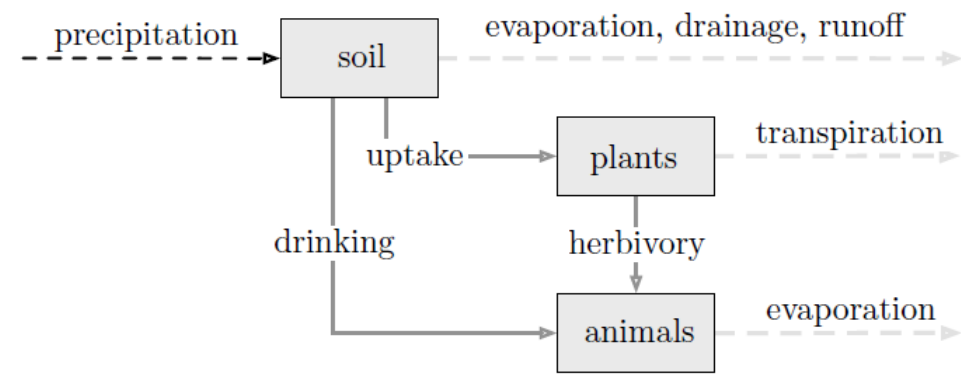 precipitation
soil
evaporation, drainage, runoff
uptake
plants
transpiration
drinking
herbivory
animals
evaporation